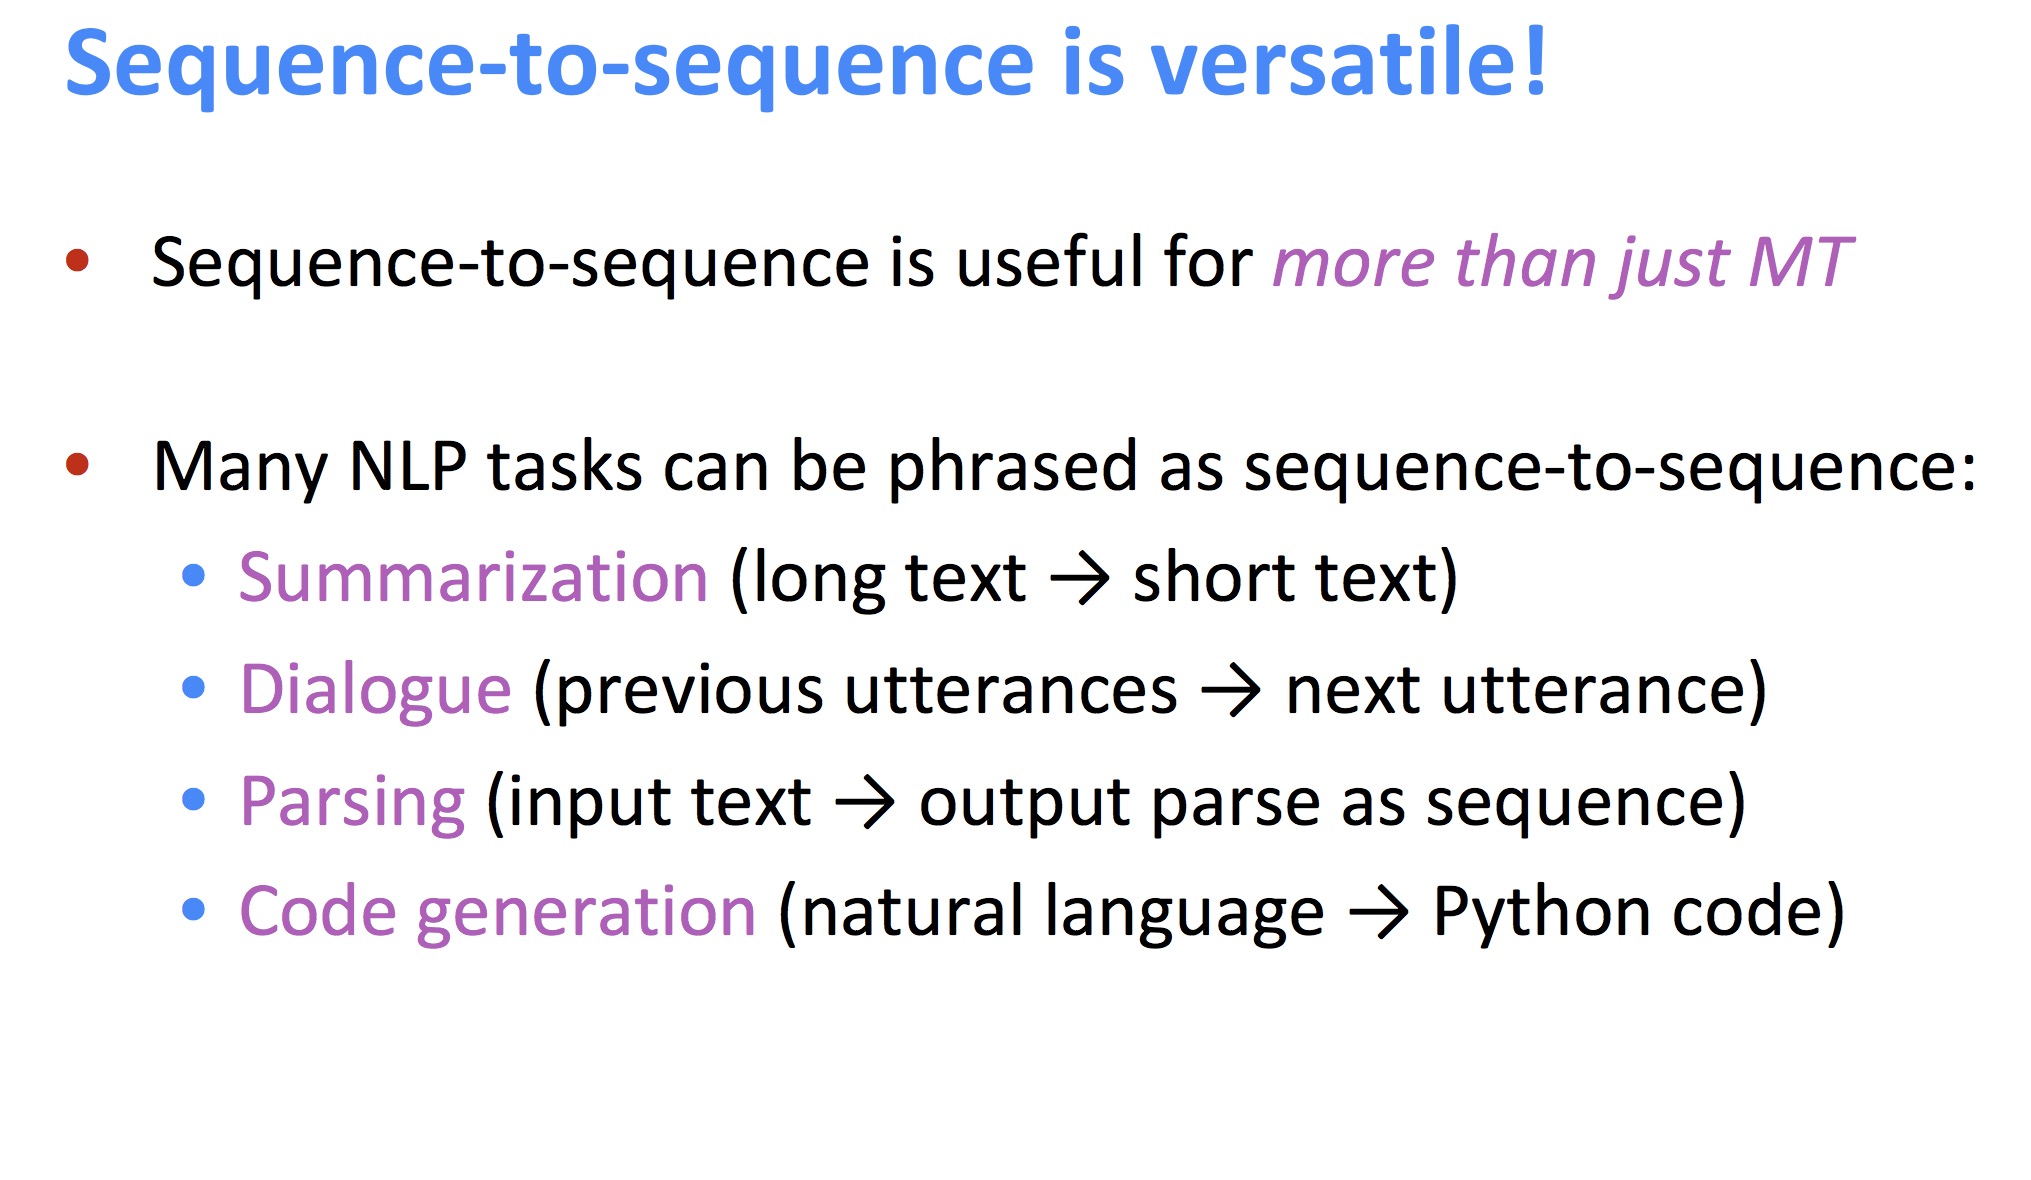 Sequence-to-sequence is versatile!
• Sequence-to-sequence is useful for more than just MT
• Many NLP tasks can be phrased as sequence-to-sequence:
• Summarization (long text → short text)
• Dialogue (previous utterances → next utterance)
• Parsing (input text → output parse as sequence)
• Code generation (natural language → Python code)